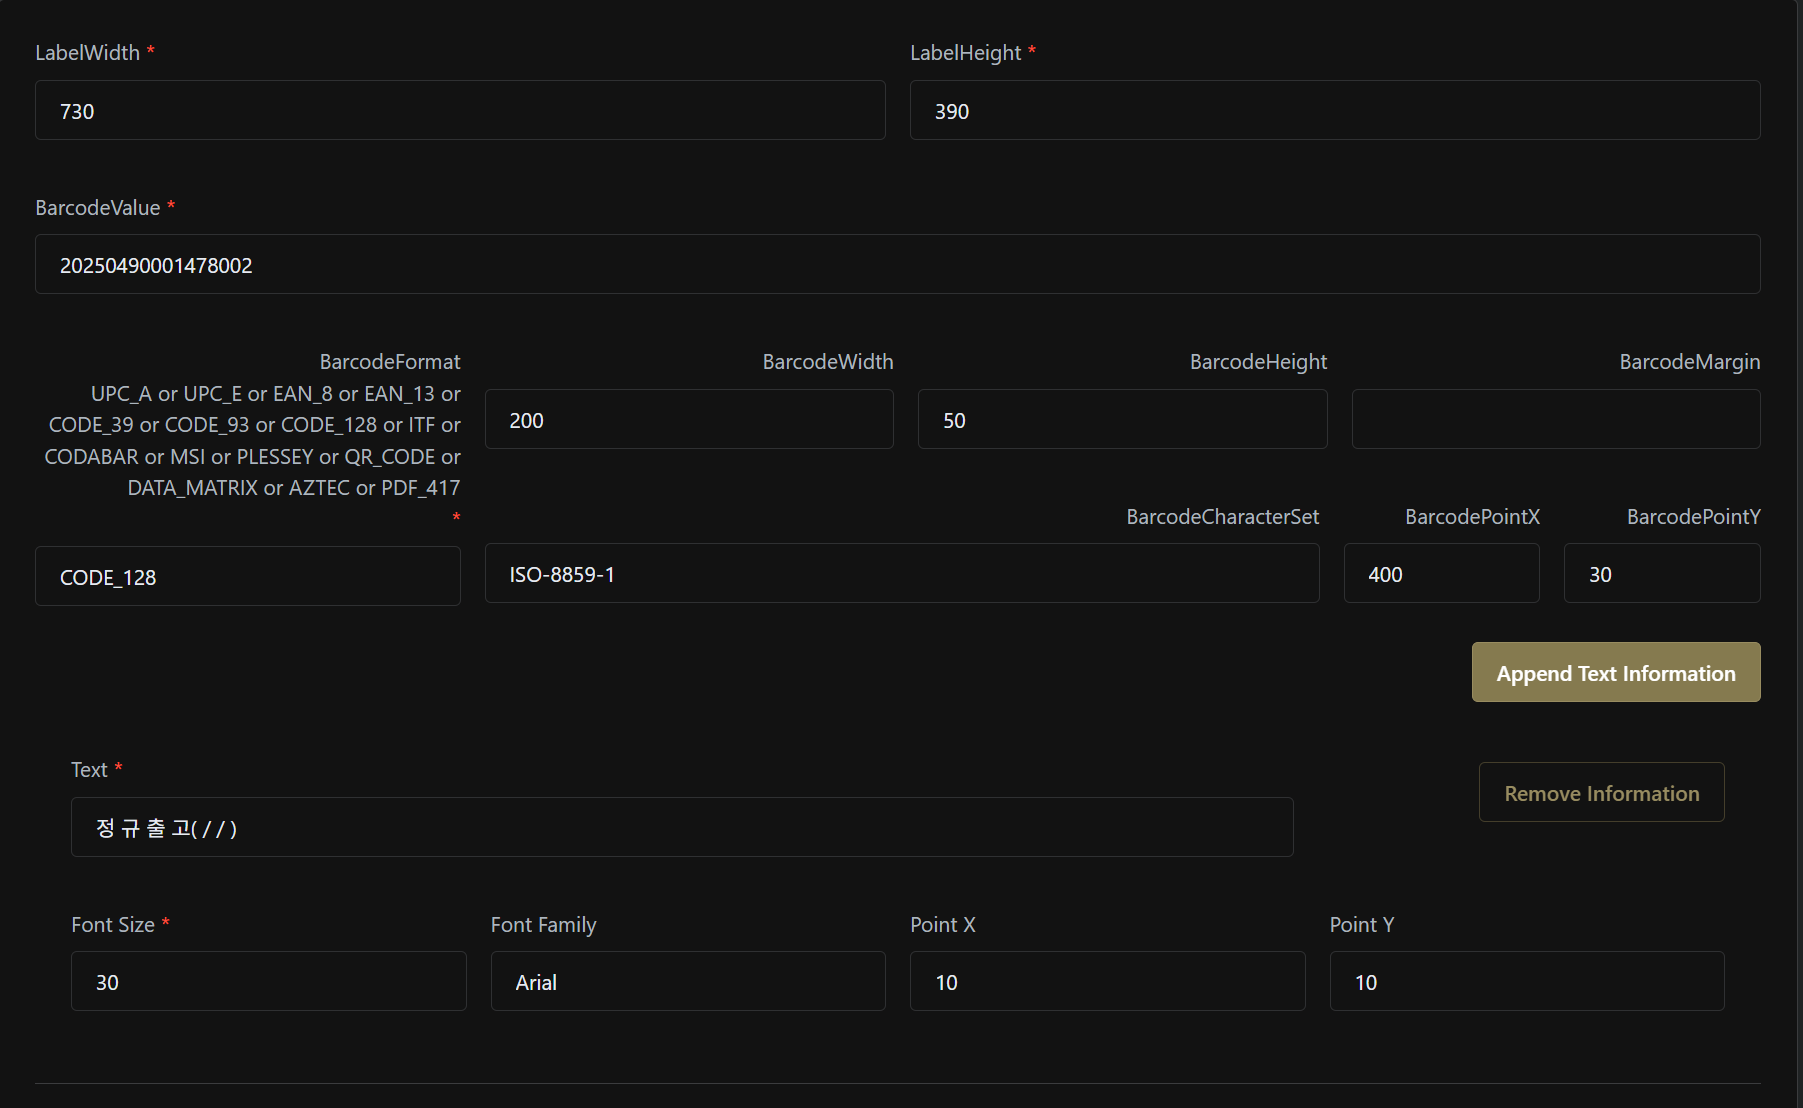 LabelWidth *
LabelHeight *
730
390
BarcodeValue *
20250490001478002
BarcodeFormat
UPC_A or UPC_E or EAN_8 or EAN_13 or
CODE_39 or CODE_93 or CODE_128 or ITF or
CODABAR or MSI or PLESSEY or QR_CODE or
DATA_MATRIX or AZTEC or PDF_417
*
CODE_128
BarcodeWidth
200
BarcodeHeight
50
BarcodeMargin
BarcodeCharacterSet
ISO-8859-1
BarcodePointX
400
BarcodePointY
30
Append Text Information
Text *
정 규 출 고( / / )
Remove Information
Font Size *
30
Font Family
Arial
Point X
10
Point Y
10